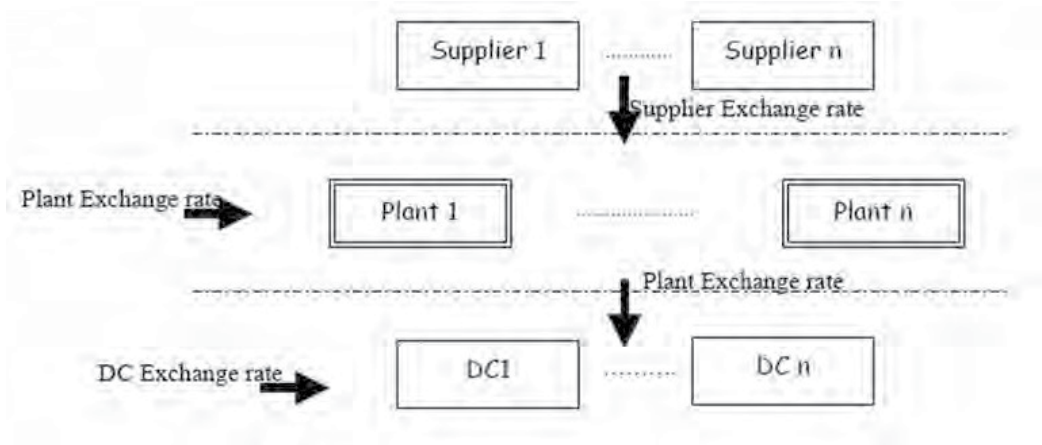 Supplier 1
Supplier n
Supplier Exchange rate
Plant Exchange rate
Plant 1
Plant n
Plant Exchange rate
DC Exchange rate
DC1
DC n